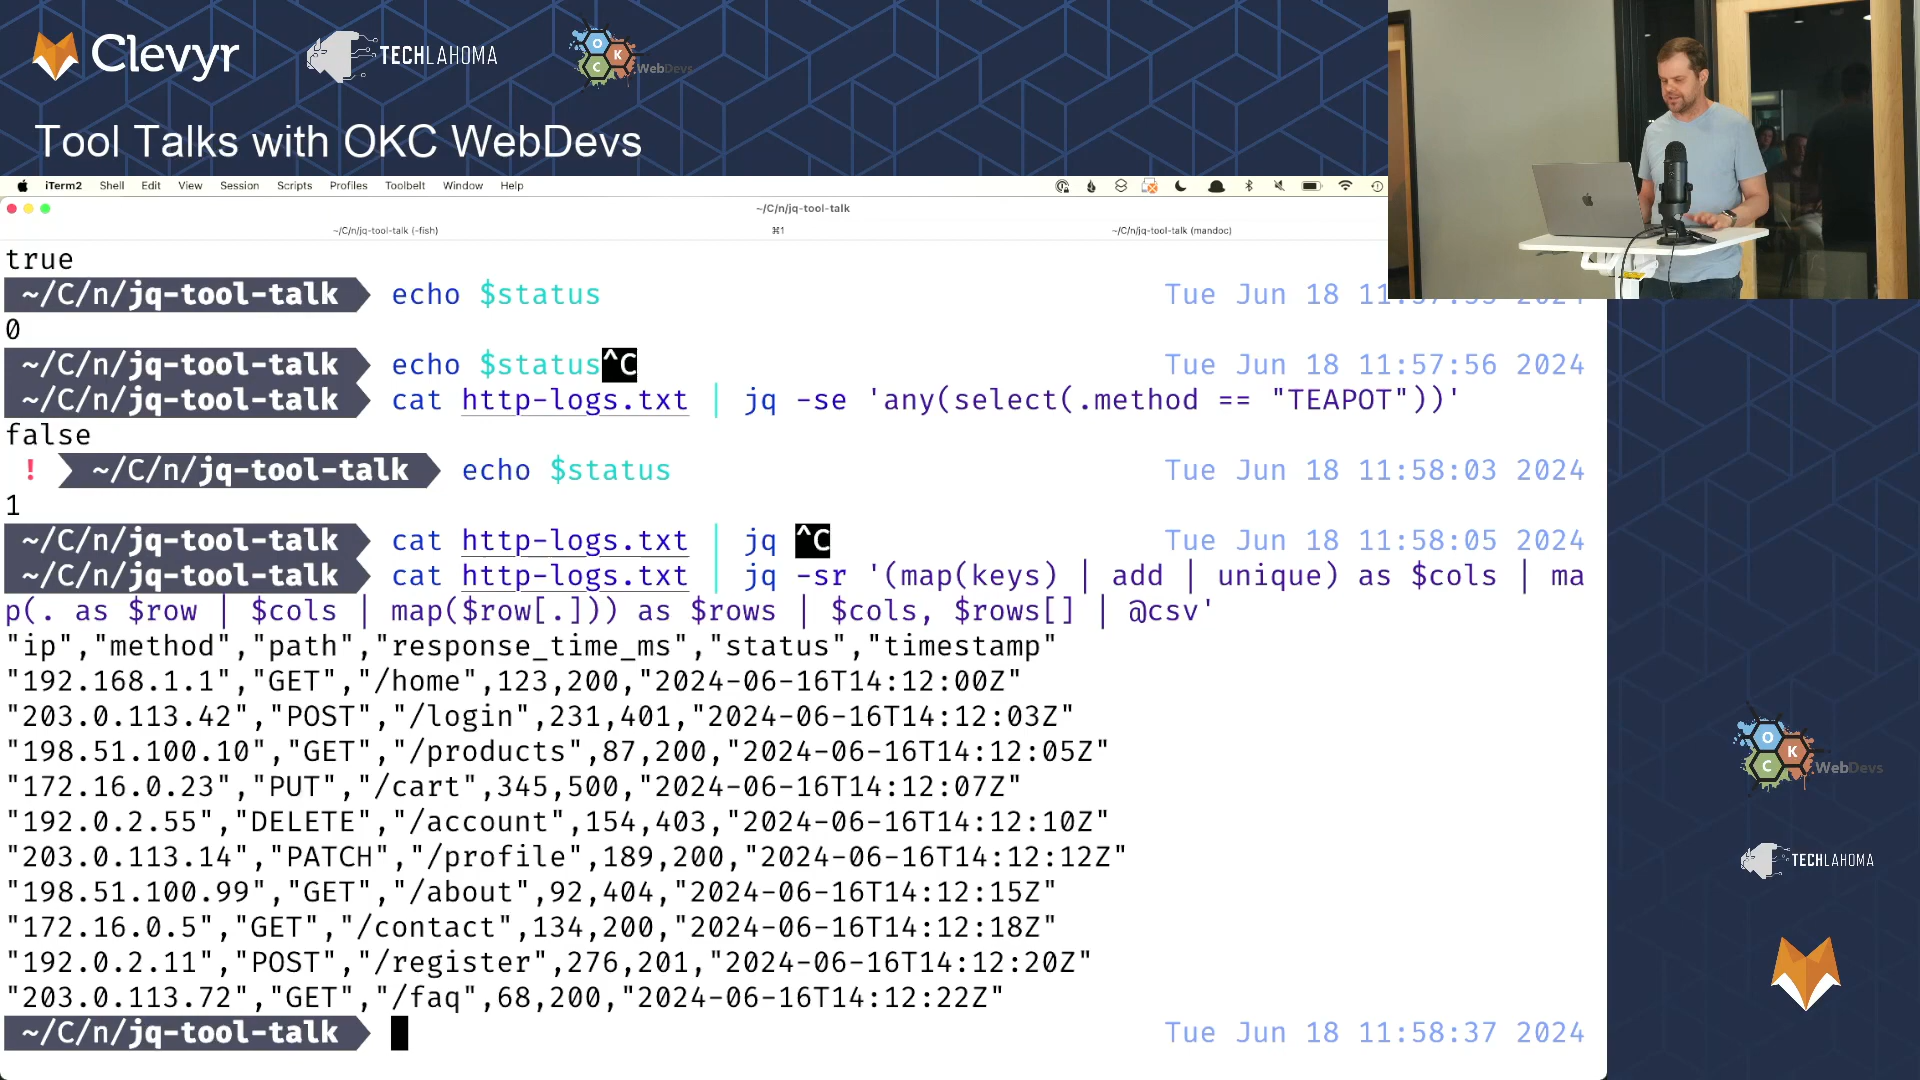 Clevyr
TECHLAHOMA
O K C WebDevs
Tool Talks with OKC WebDevs
iTerm2 Shell Edit View Session Scripts Profiles Toolbelt Window Help
~/C/n/jq-tool-talk
~/C/n/jq-tool-talk (-fish) ⌘1 ~/C/n/jq-tool-talk (mandoc)
true
~/C/n/jq-tool-talk echo $status Tue Jun 18 2024
0
~/C/n/jq-tool-talk echo $status^C Tue Jun 18 11:57:56 2024
~/C/n/jq-tool-talk cat http-logs.txt | jq -se 'any(select(.method == "TEAPOT"))'
false
! ~/C/n/jq-tool-talk echo $status Tue Jun 18 11:58:03 2024
1
~/C/n/jq-tool-talk cat http-logs.txt | jq ^C Tue Jun 18 11:58:05 2024
~/C/n/jq-tool-talk cat http-logs.txt | jq -sr '(map(keys) | add | unique) as $cols | ma
p(. as $row | $cols | map($row[.])) as $rows | $cols, $rows[] | @csv'
"ip","method","path","response_time_ms","status","timestamp"
"192.168.1.1","GET","/home",123,200,"2024-06-16T14:12:00Z"
"203.0.113.42","POST","/login",231,401,"2024-06-16T14:12:03Z"
"198.51.100.10","GET","/products",87,200,"2024-06-16T14:12:05Z"
"172.16.0.23","PUT","/cart",345,500,"2024-06-16T14:12:07Z"
"192.0.2.55","DELETE","/account",154,403,"2024-06-16T14:12:10Z"
"203.0.113.14","PATCH","/profile",189,200,"2024-06-16T14:12:12Z"
"198.51.100.99","GET","/about",92,404,"2024-06-16T14:12:15Z"
"172.16.0.5","GET","/contact",134,200,"2024-06-16T14:12:18Z"
"192.0.2.11","POST","/register",276,201,"2024-06-16T14:12:20Z"
"203.0.113.72","GET","/faq",68,200,"2024-06-16T14:12:22Z"
~/C/n/jq-tool-talk Tue Jun 18 11:58:37 2024
O K C WebDevs
TECHLAHOMA